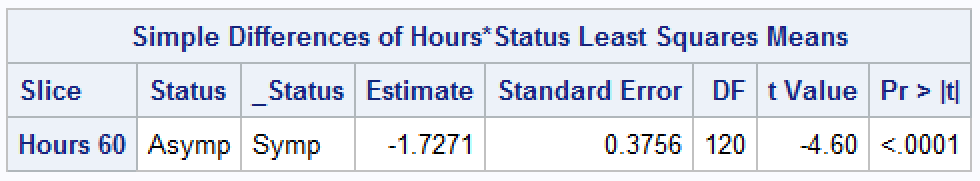 Simple Differences of Hours*Status Least Squares Means
Slice Status _Status Estimate Standard Error DF t Value Pr > |t|
Hours 60 Asymp Symp -1.7271 0.3756 120 -4.60 <.0001